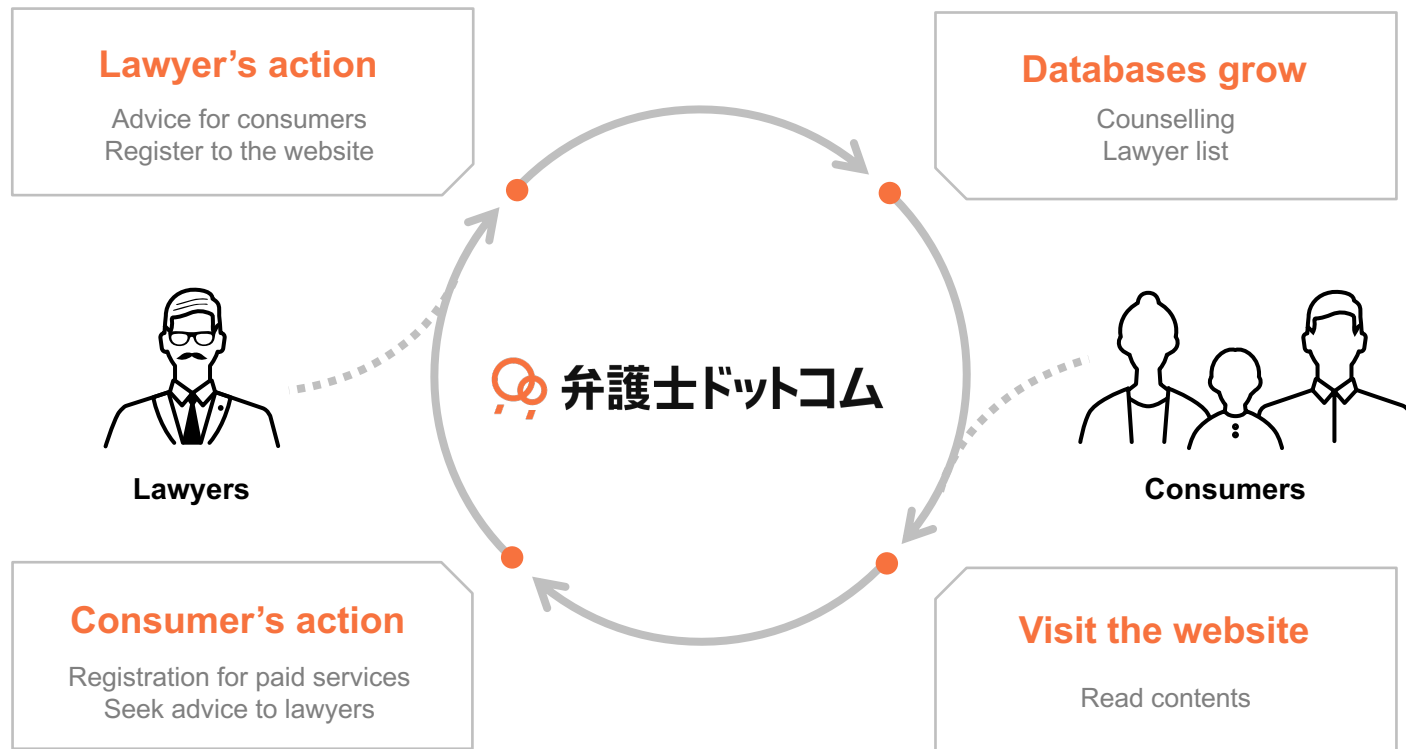 Lawyer’s action
Advice for consumers
Register to the website
Databases grow
Counselling
Lawyer list
弁護士ドットコム
Lawyers
Consumers
Consumer’s action
Registration for paid services
Seek advice to lawyers
Visit the website
Read contents